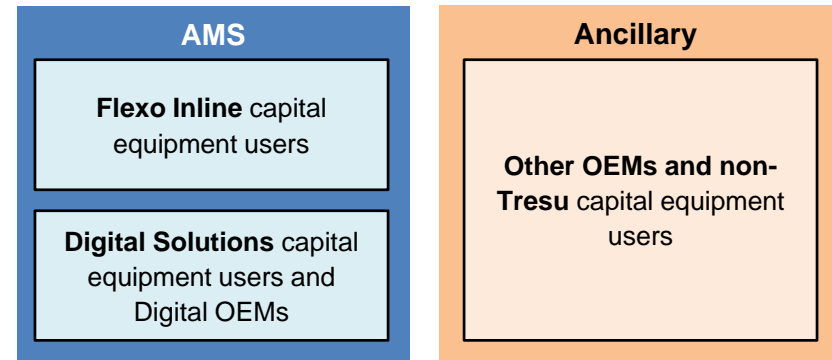 AMS
Flexo Inline capital
equipment users
Digital Solutions capital
equipment users and
Digital OEMs
Ancillary
Other OEMs and non-
Tresu capital equipment
users